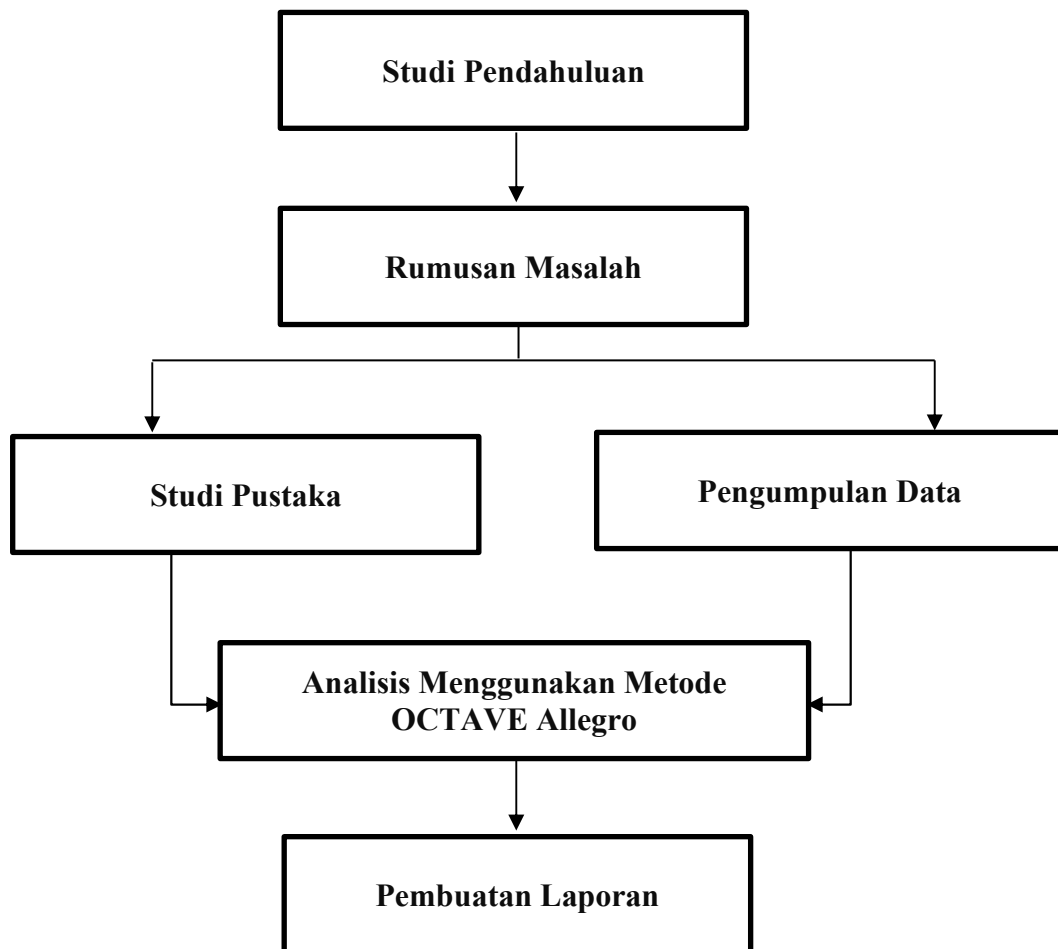 Studi Pendahuluan
Rumusan Masalah
Studi Pustaka
Pengumpulan Data
Analisis Menggunakan Metode
OCTAVE Allegro
Pembuatan Laporan